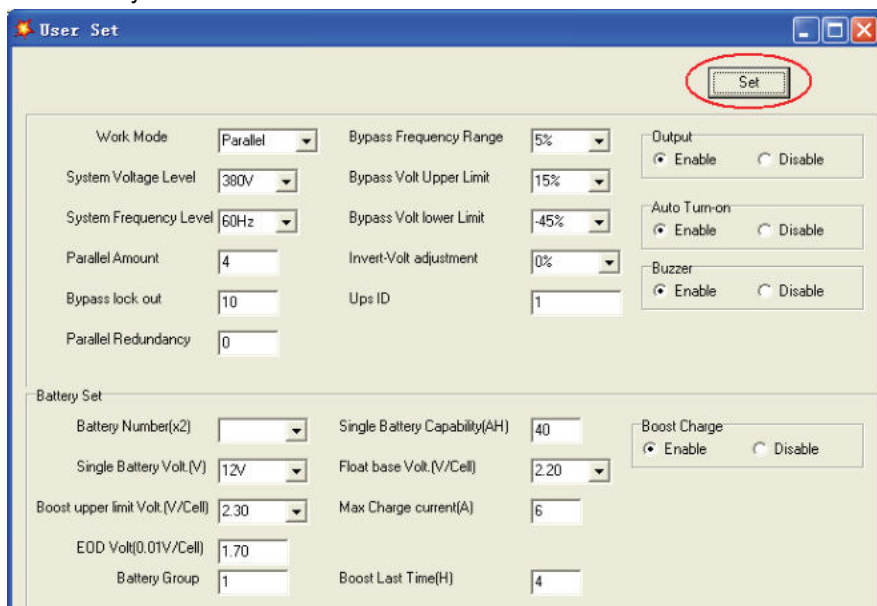 User Set
Set
Work Mode Parallel Bypass Frequency Range 5% Output
Enable Disable
System Voltage Level 380V Bypass Volt Upper Limit 15%
Auto Turn-on
System Frequency Level 60Hz Bypass Volt lower Limit -45% Enable Disable
Parallel Amount 4 Invert-Volt adjustment 0%
Buzzer
Bypass lock out 10 Ups ID 1 Enable Disable
Parallel Redundancy 0
Battery Set
Battery Number(x2) Single Battery Capability(AH) 40 Boost Charge
Enable Disable
Single Battery Volt.(V) 12V Float base Volt.(V/Cell) 2.20
Boost upper limit Volt.(V/Cell) 2.30 Max Charge current(A) 6
EOD Volt(0.01V/Cell) 1.70
Battery Group 1 Boost Last Time(H) 4